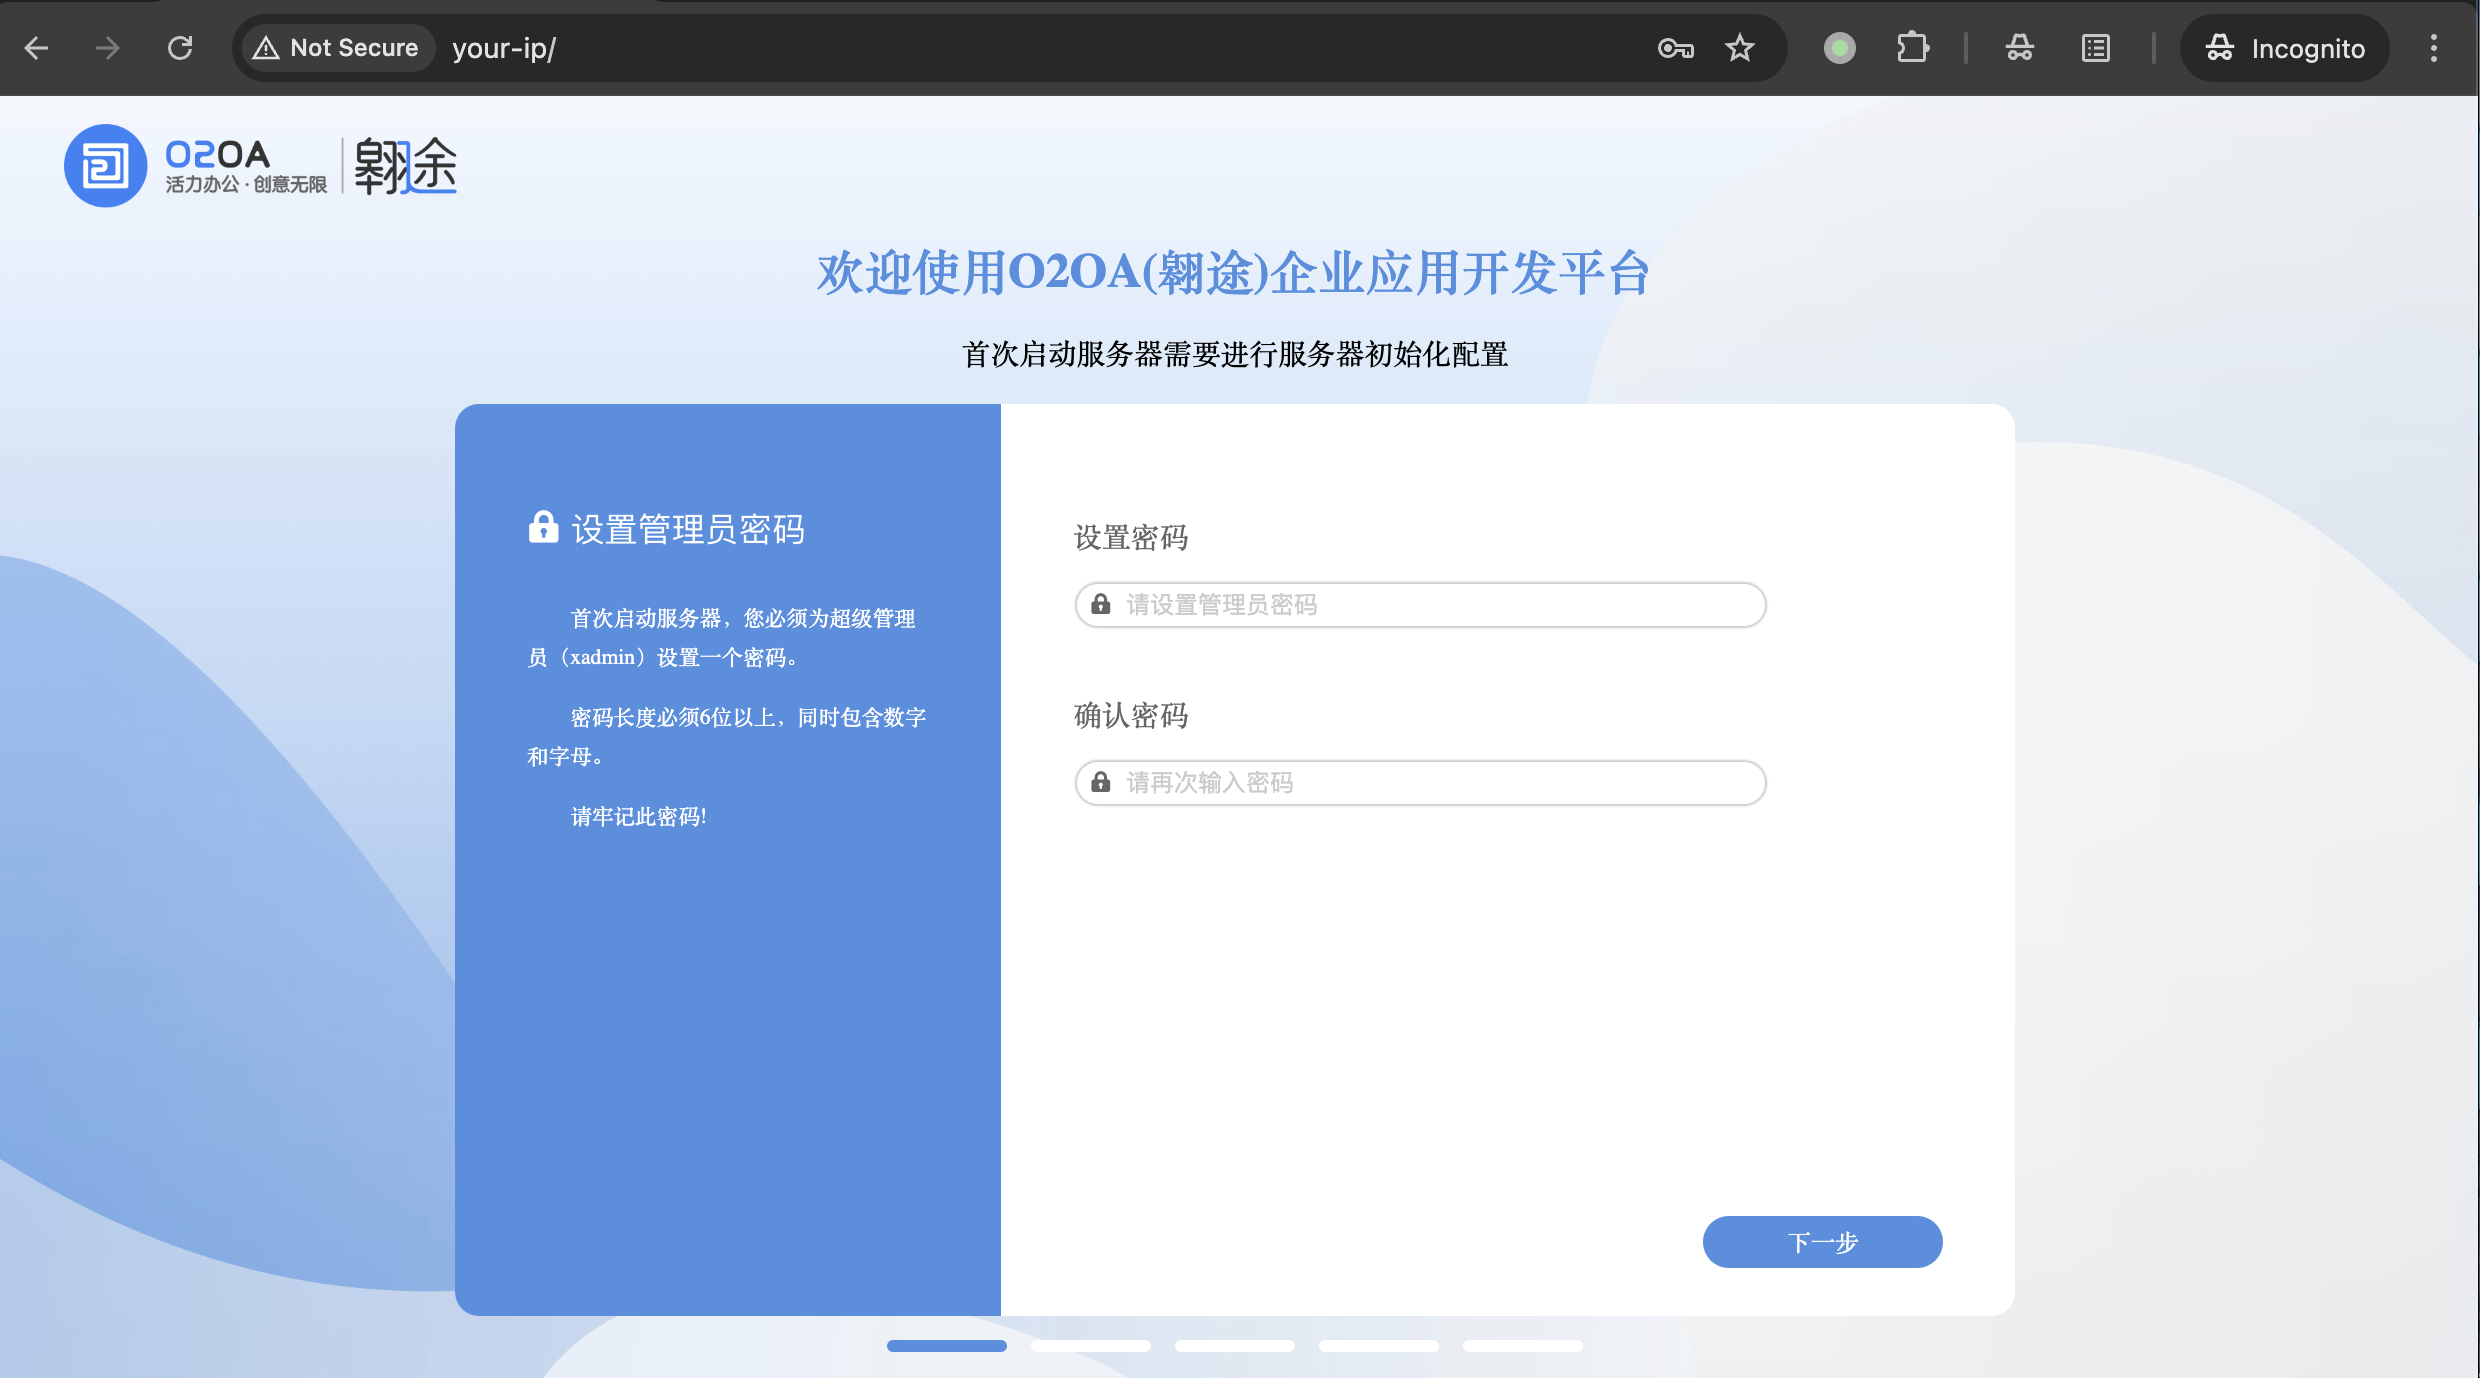 Not Secure
your-ip/
Incognito
O2OA
活力办公·创意无限
翱途
欢迎使用O2OA(翱途)企业应用开发平台
首次启动服务器需要进行服务器初始化配置
设置管理员密码
首次启动服务器，您必须为超级管理
员（xadmin）设置一个密码。
密码长度必须6位以上，同时包含数字
和字母。
请牢记此密码!
设置密码
请设置管理员密码
确认密码
请再次输入密码
下一步